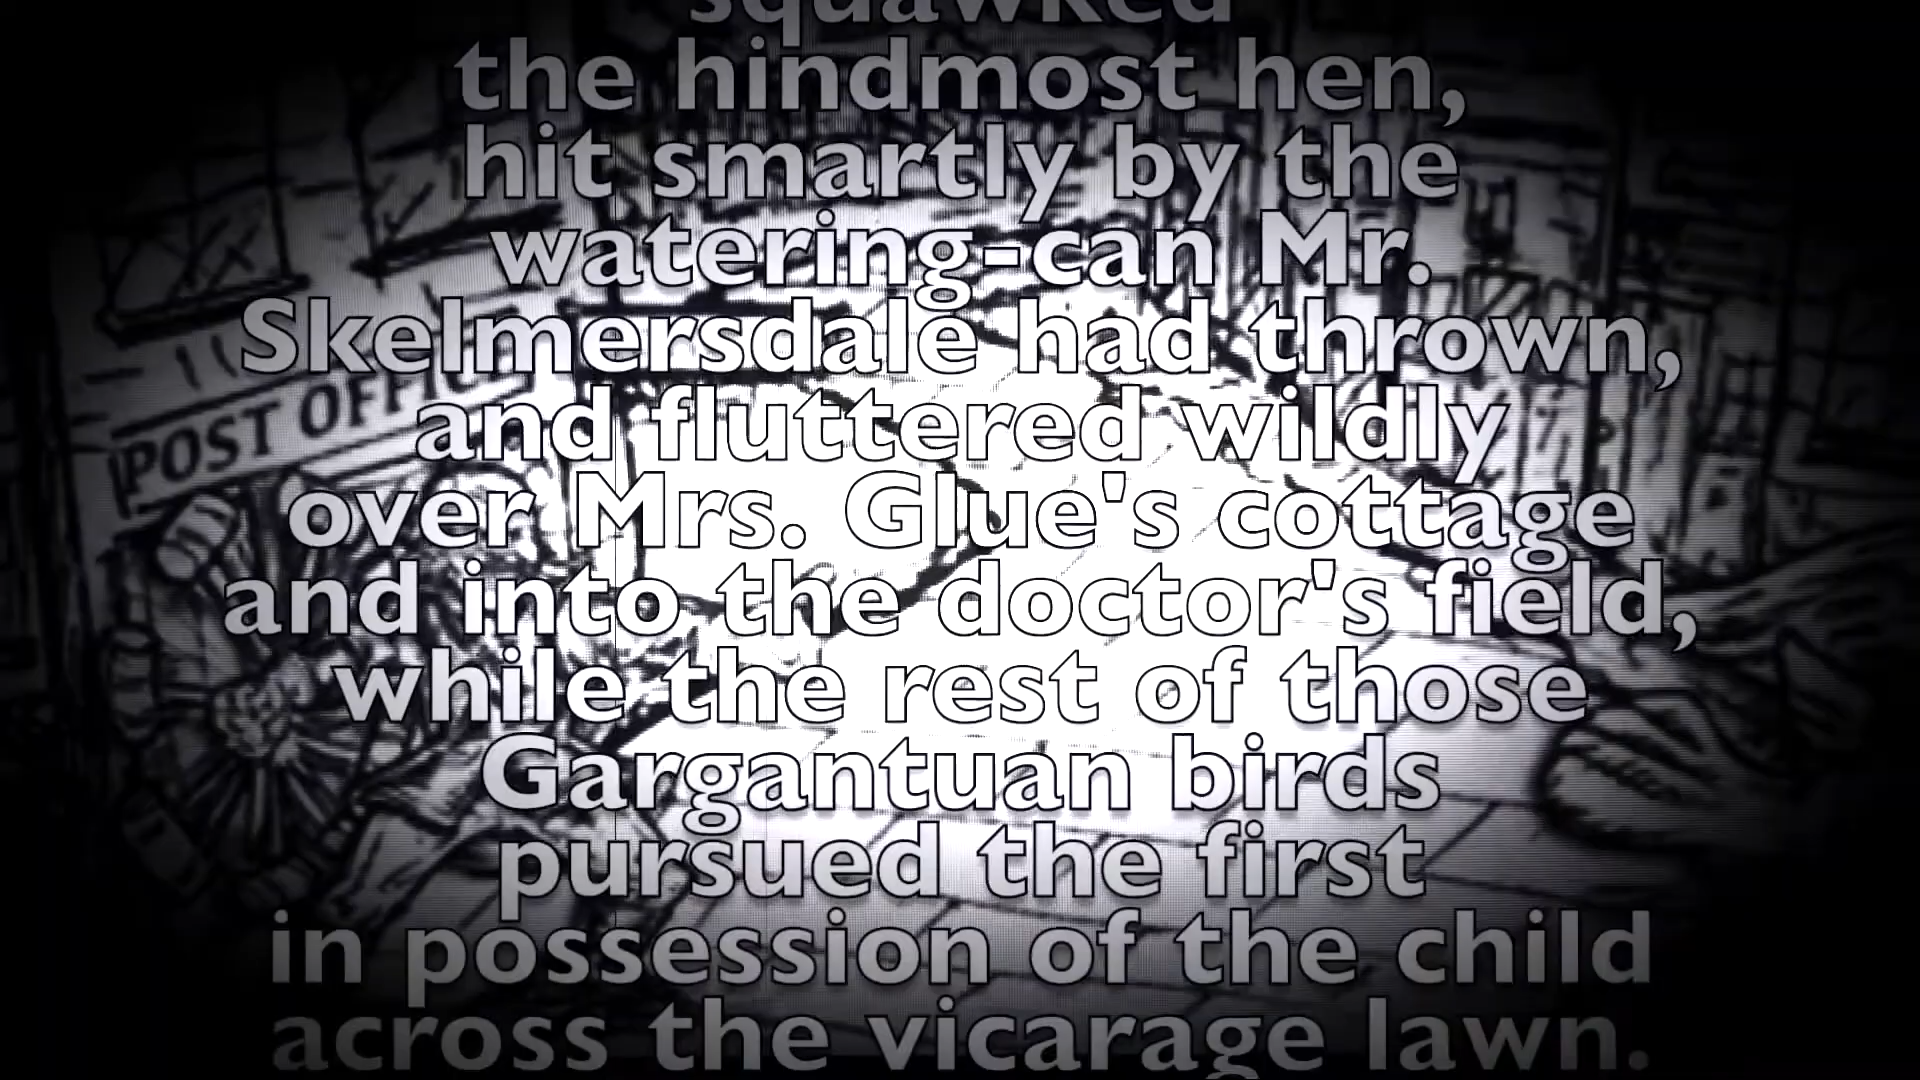 squawked
the hindmost hen,
hit smartly by the
watering-can Mr.
Skelmersdale had thrown,
and fluttered wildly
over Mrs. Glue's cottage
and into the doctor's field,
while the rest of those
Gargantuan birds
pursued the first
in possession of the child
across the vicarage lawn.
POST OFFICE